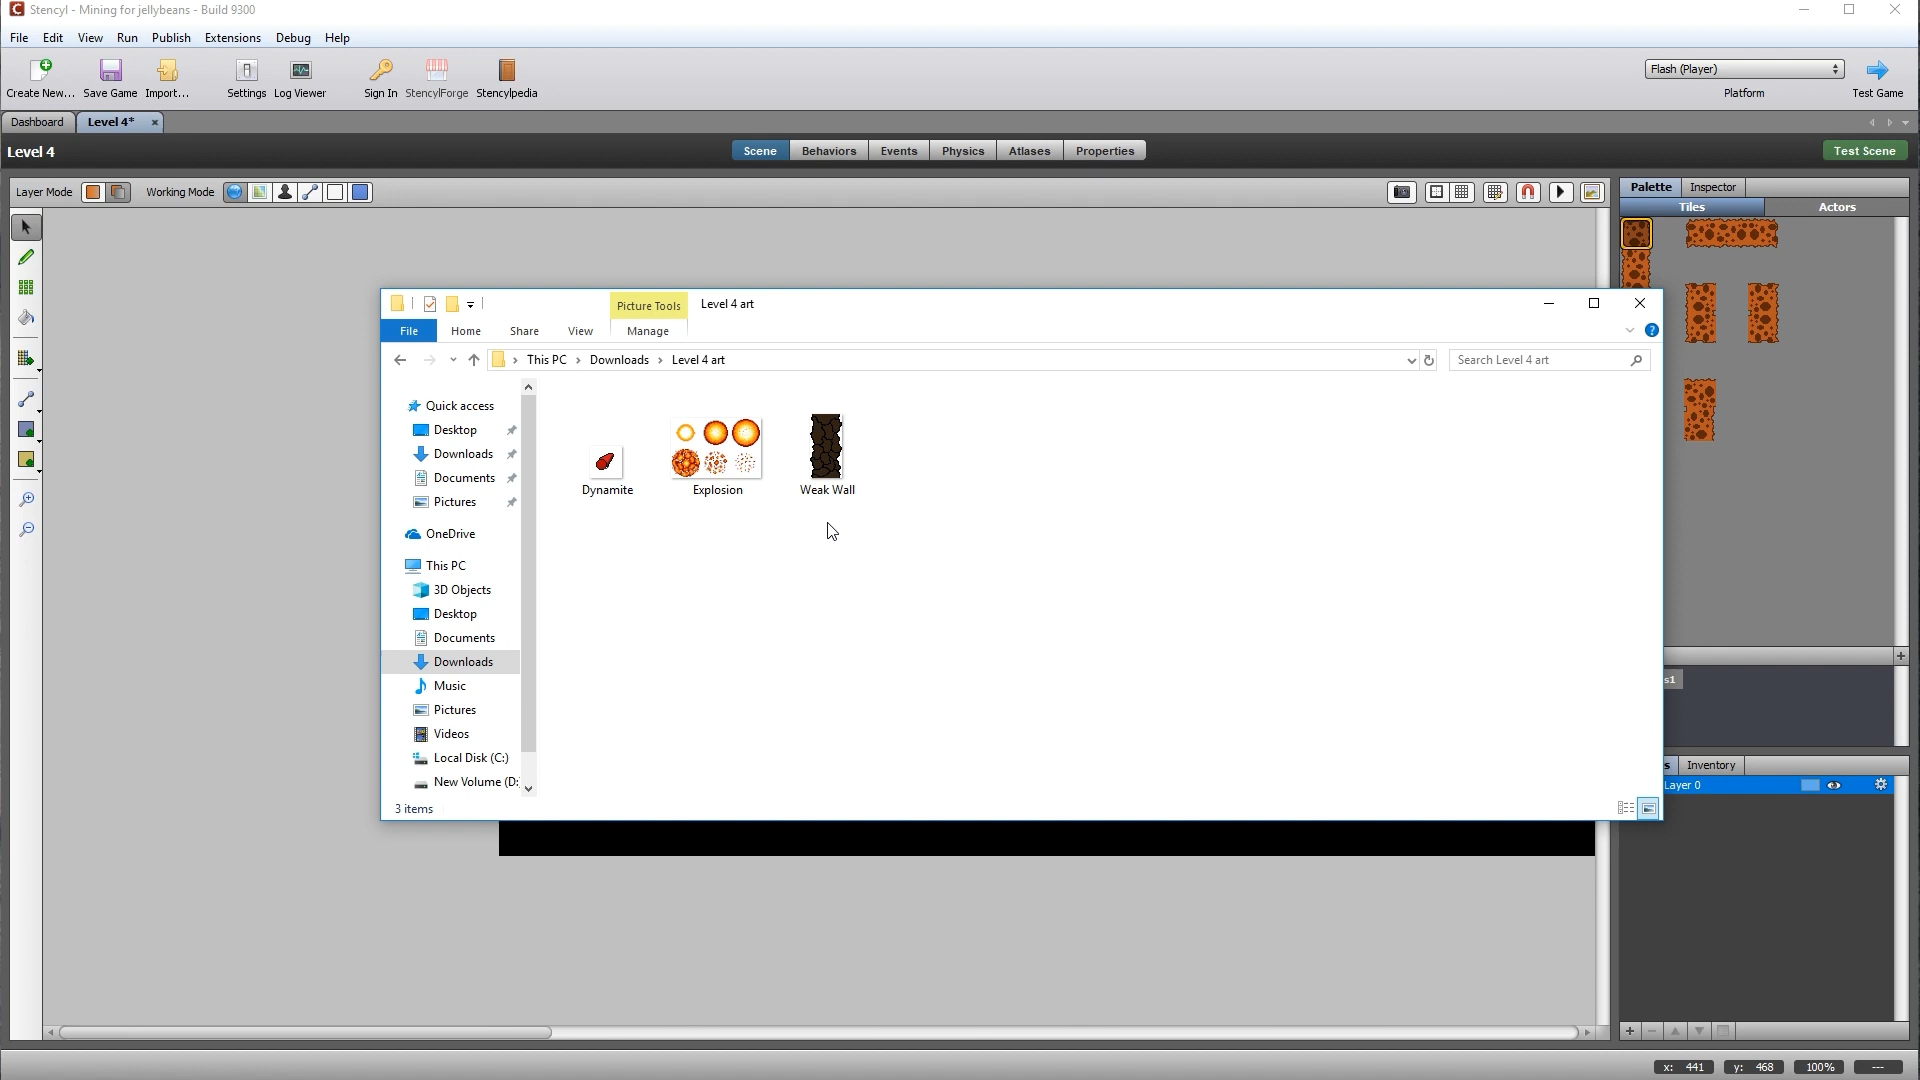 Stencyl - Mining for jellybeans - Build 9300
File Edit View Run Publish Extensions Debug Help
Create New... Save Game Import... Settings Log Viewer Sign In StencylForge Stencylpedia
Flash (Player)
Platform
Test Game
Dashboard Level 4*
Level 4
Scene Behaviors Events Physics Atlases Properties
Test Scene
Layer Mode Working Mode
Palette Inspector
Tiles Actors
Picture Tools Level 4 art
File Home Share View Manage
This PC › Downloads › Level 4 art
Search Level 4 art
Quick access
Desktop
Downloads
Documents
Pictures
OneDrive
This PC
3D Objects
Desktop
Documents
Downloads
Music
Pictures
Videos
Local Disk (C:)
New Volume (D:
Dynamite
Explosion
Weak Wall
3 items
s1
s Inventory
Layer 0
x: 441 y: 468 100% ---